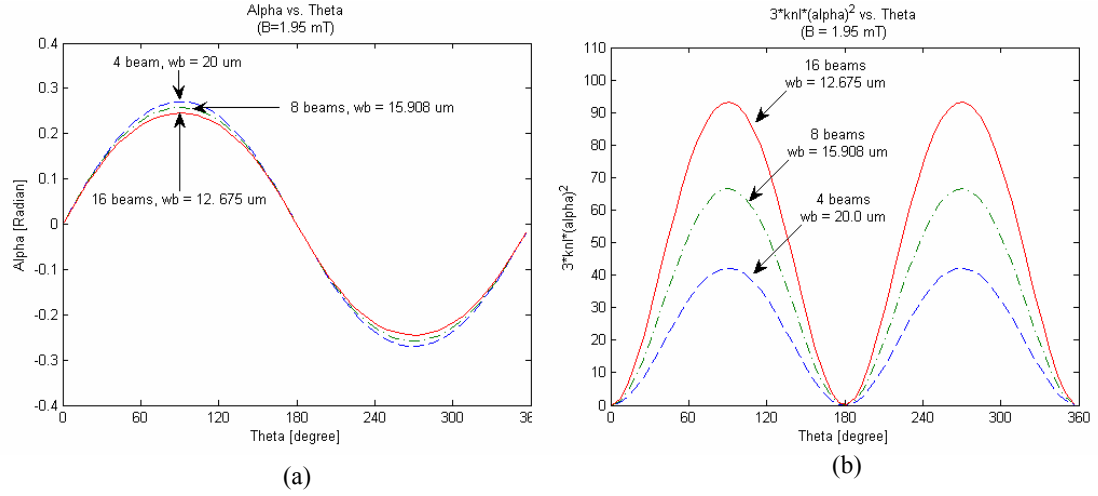 Alpha vs. Theta
(B=1.95 mT)
0.4
0.3
0.2
0.1
0
-0.1
-0.2
-0.3
-0.4
Alpha [Radian]
4 beam, wb = 20 um
8 beams, wb = 15.908 um
16 beams, wb = 12. 675 um
0 60 120 180 240 300 36
Theta [degree]
(a)
3*knl*(alpha)² vs. Theta
(B = 1.95 mT)
110
100
90
80
70
60
50
40
30
20
10
0
3*knl*(alpha)²
16 beams
wb = 12.675 um
8 beams
wb = 15.908 um
4 beams
wb = 20.0 um
0 60 120 180 240 300 360
Theta [degree]
(b)